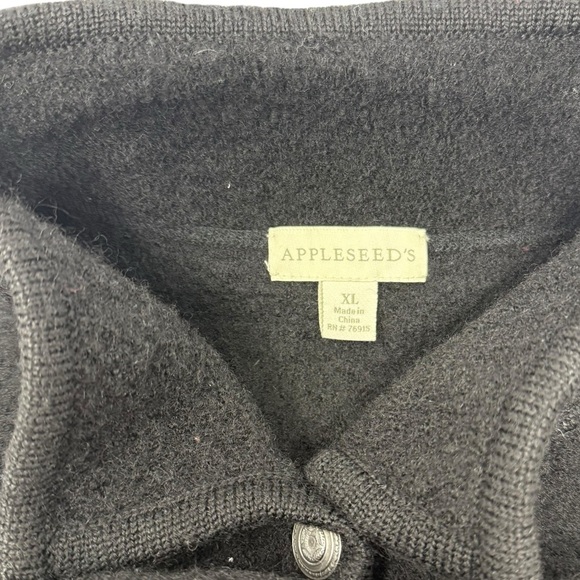 APPLESEED'S
XL
Made in
China
RN# 76915